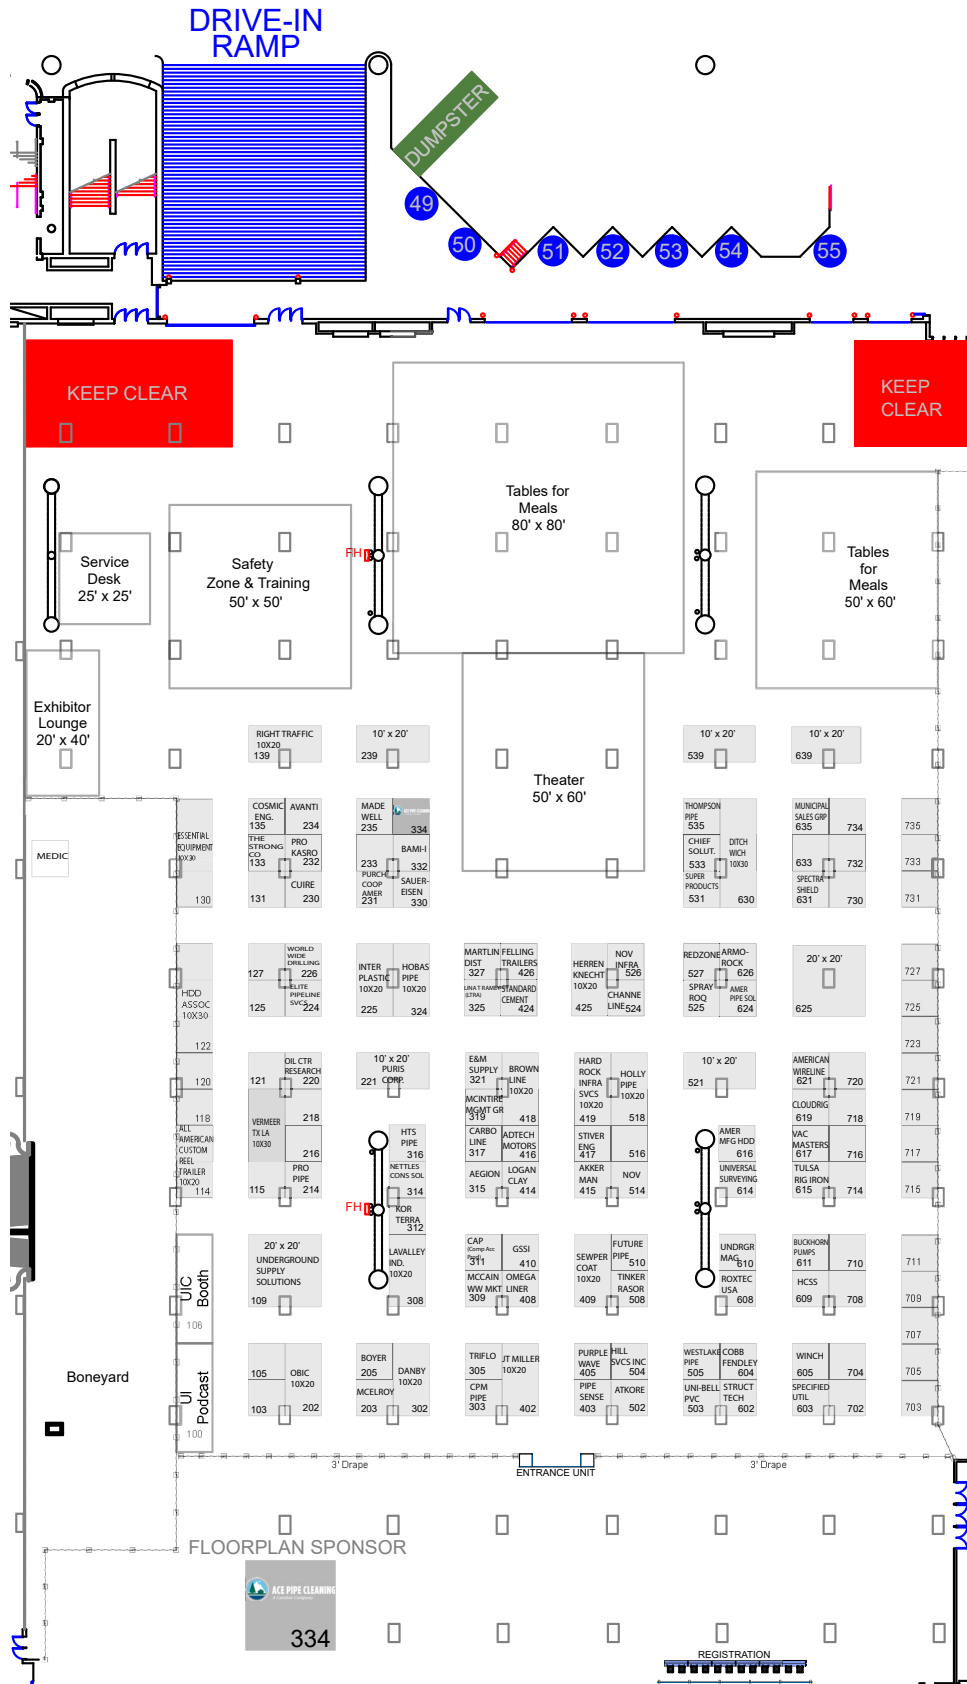 DRIVE-IN
RAMP
DUMPSTER
49
50
51
52
53
54
55
KEEP CLEAR
KEEP
CLEAR
Tables for
Meals
80' x 80'
FH
Service
Desk
25' x 25'
Safety
Zone & Training
50' x 50'
Tables
for
Meals
50' x 60'
Exhibitor
Lounge
20' x 40'
Theater
50' x 60'
RIGHT TRAFFIC
10X20
139
10' x 20'
239
10' x 20'
539
10' x 20'
639
MEDIC
ESSENTIAL
EQUIPMENT
10X30
130
COSMIC
ENG.
135
AVANTI
234
THE
STRONG
CO
133
PRO
KASRO
232
131
CUIRE
230
MADE
WELL
235
ACE PIPE CLEANING
334
233
BAMI-I
332
PURCH
COOP
AMER
231
SAUER-
EISEN
330
THOMPSON
PIPE
535
CHIEF
SOLUT.
533
DITCH
WICH
10X30
SUPER
PRODUCTS
531
630
MUNICIPAL
SALES GRP
635
734
633
732
SPECTRA
SHIELD
631
730
735
733
731
HDD
ASSOC
10X30
122
127
WORLD
WIDE
DRILLING
226
125
ELITE
PIPELINE
SVCS
224
INTER
PLASTIC
10X20
225
HOBAS
PIPE
10X20
324
MARTLIN
DIST
327
FELLING
TRAILERS
426
LINA T RAMEY
(LTRA)
325
STANDARD
CEMENT
424
HERREN
KNECHT
10X20
425
NOV
INFRA
526
CHANNE
LINE
524
REDZONE
527
ARMO-
ROCK
626
SPRAY
ROQ
525
AMER
PIPE SOL
624
20' x 20'
625
727
725
723
120
118
ALL
AMERICAN
CUSTOM
REEL
TRAILER
10X20
114
121
OIL CTR
RESEARCH
220
218
VERMEER
TX LA
10X30
216
115
PRO
PIPE
214
10' x 20'
PURIS
CORP.
221
HTS
PIPE
316
NETTLES
CONS SOL
314
FH
KOR
TERRA
312
LAVALLEY
IND.
10X20
308
E&M
SUPPLY
321
BROWN
LINE
10X20
MCINTIRE
MGMT GR
319
418
CARBO
LINE
317
ADTECH
MOTORS
416
AEGION
315
LOGAN
CLAY
414
HARD
ROCK
INFRA
SVCS
10X20
419
HOLLY
PIPE
10X20
518
STIVER
ENG
417
516
AKKER
MAN
415
NOV
514
10' x 20'
521
AMER
MFG HDD
616
UNIVERSAL
SURVEYING
614
AMERICAN
WIRELINE
621
720
CLOUDRIG
619
718
VAC
MASTERS
617
716
TULSA
RIG IRON
615
714
721
719
717
715
UIC
Booth
106
20' x 20'
UNDERGROUND
SUPPLY
SOLUTIONS
109
CAP
(Comp Acc
311
GSSI
410
MCCAIN
WW MKT
309
OMEGA
LINER
408
SEWPER
COAT
10X20
409
FUTURE
PIPE
510
TINKER
RASOR
508
UNDRGR
MAG
610
ROXTEC
USA
608
BUCKHORN
PUMPS
611
710
HCSS
609
708
711
709
707
UI
Podcast
100
105
OBIC
10X20
103
202
BOYER
205
DANBY
10X20
MCELROY
203
302
TRIFLO
305
JT MILLER
10X20
CPM
PIPE
303
402
PURPLE
WAVE
405
HILL
SVCS INC
504
PIPE
SENSE
403
ATKORE
502
WESTLAKE
PIPE
505
COBB
FENDLEY
604
UNI-BELL
PVC
503
STRUCT
TECH
602
WINCH
605
704
SPECIFIED
UTIL
603
702
705
703
Boneyard
3' Drape
ENTRANCE UNIT
3' Drape
FLOORPLAN SPONSOR
ACE PIPE CLEANING
334
REGISTRATION